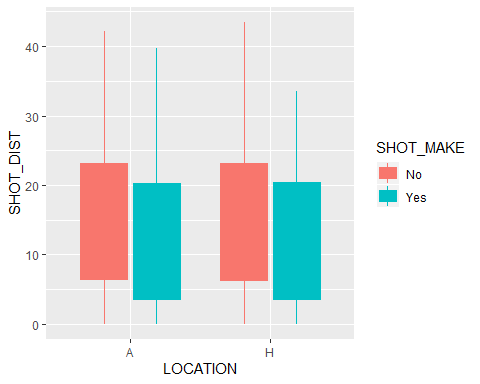 SHOT_DIST
40
30
20
10
0
A
H
LOCATION
SHOT_MAKE
No
Yes